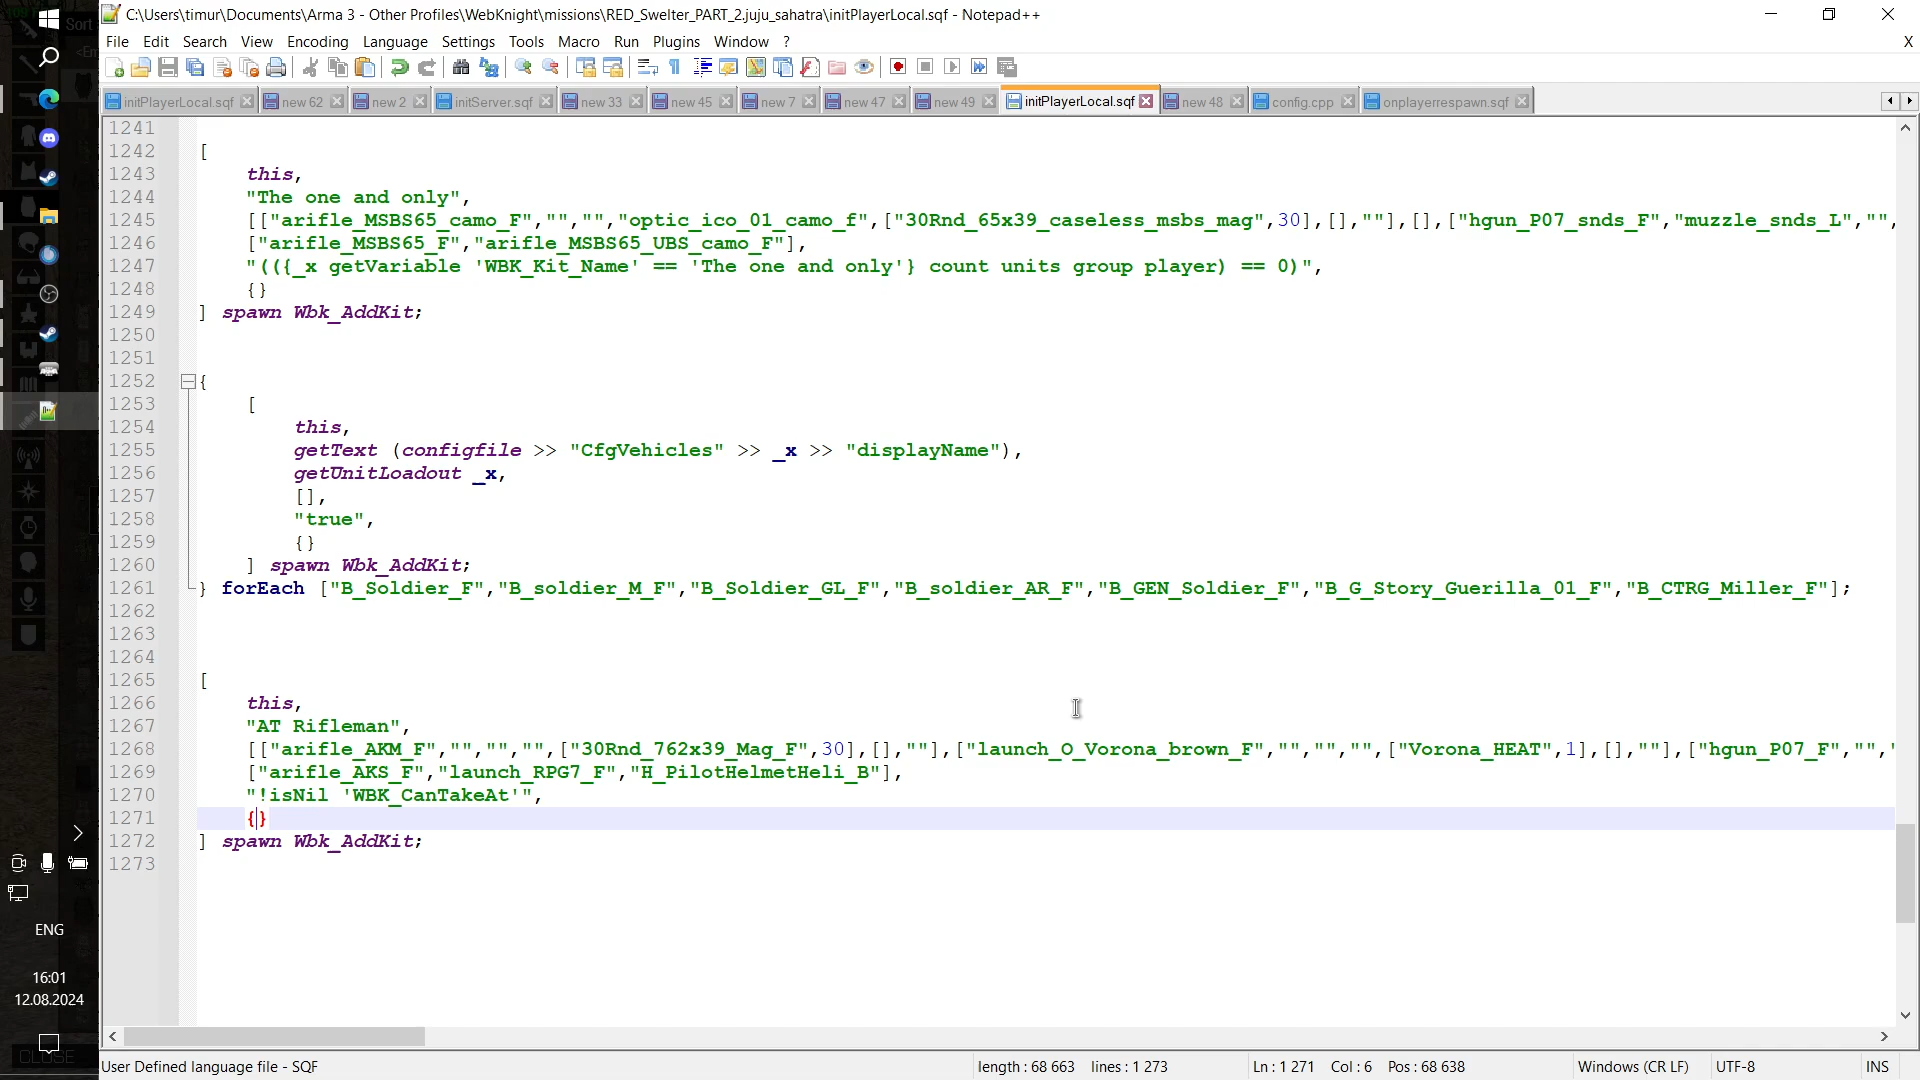 C:\Users\timur\Documents\Arma 3 - Other Profiles\WebKnight\missions\RED_Swelter_PART_2.juju_sahatra\initPlayerLocal.sqf - Notepad++
File Edit Search View Encoding Language Settings Tools Macro Run Plugins Window ? X
initPlayerLocal.sqf new 62 new 2 initServer.sqf new 33 new 45 new 7 new 47 new 49 initPlayerLocal.sqf new 48 config.cpp onplayerrespawn.sqf
1241
1242 [
1243 this,
1244 "The one and only",
1245 [["arifle_MSBS65_camo_F","","","optic_ico_01_camo_f",["30Rnd_65x39_caseless_msbs_mag",30],[],""],[],["hgun_P07_snds_F","muzzle_snds_L","",
1246 ["arifle_MSBS65_F","arifle_MSBS65_UBS_camo_F"],
1247 "(({_x getVariable 'WBK_Kit_Name' == 'The one and only'} count units group player) == 0)",
1248 {}
1249 ] spawn Wbk_AddKit;
1250
1251
1252 {
1253 [
1254 this,
1255 getText (configfile >> "CfgVehicles" >> _x >> "displayName"),
1256 getUnitLoadout _x,
1257 [],
1258 "true",
1259 {}
1260 ] spawn Wbk_AddKit;
1261 } forEach ["B_Soldier_F","B_soldier_M_F","B_Soldier_GL_F","B_soldier_AR_F","B_GEN_Soldier_F","B_G_Story_Guerilla_01_F","B_CTRG_Miller_F"];
1262
1263
1264
1265 [
1266 this,
1267 "AT Rifleman",
1268 [["arifle_AKM_F","","","",["30Rnd_762x39_Mag_F",30],[],""],["launch_O_Vorona_brown_F","","","",["Vorona_HEAT",1],[],""],["hgun_P07_F","","
1269 ["arifle_AKS_F","launch_RPG7_F","H_PilotHelmetHeli_B"],
1270 "!isNil 'WBK_CanTakeAt'",
1271 {}
1272 ] spawn Wbk_AddKit;
1273
ENG
16:01
12.08.2024
CLOSE
User Defined language file - SQF length : 68 663 lines : 1 273 Ln : 1 271 Col : 6 Pos : 68 638 Windows (CR LF) UTF-8 INS